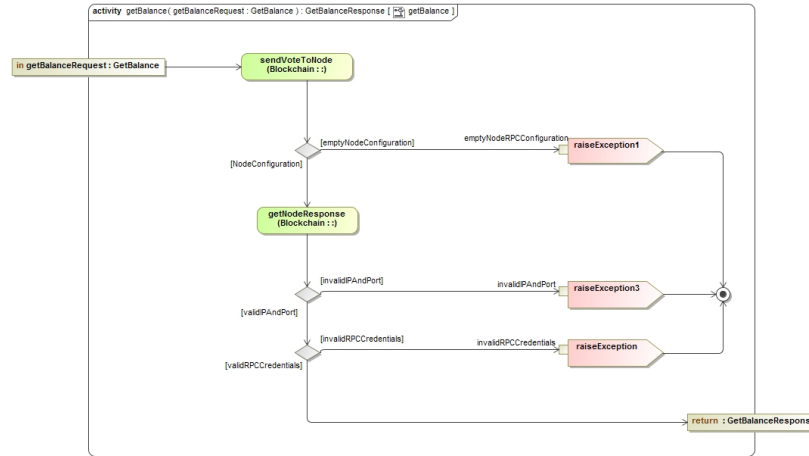 activity getBalance( getBalanceRequest : GetBalance ) : GetBalanceResponse [ getBalance ]
in getBalanceRequest : GetBalance
sendVoteToNode
(Blockchain : :)
[emptyNodeConfiguration]
emptyNodeRPCConfiguration
raiseException1
[NodeConfiguration]
getNodeResponse
(Blockchain : :)
[invalidIPAndPort]
invalidIPAndPort
raiseException3
[validIPAndPort]
[invalidRPCCredentials]
invalidRPCCredentials
raiseException
[validRPCCredentials]
return : GetBalanceResponse